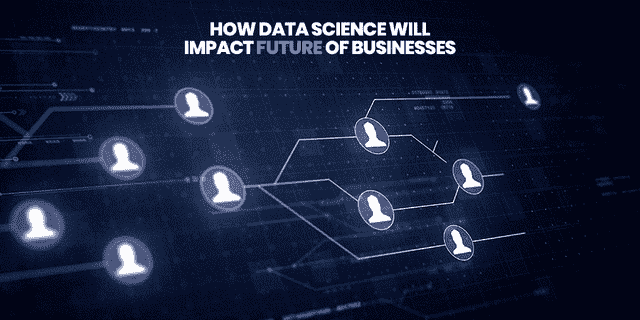 HOW DATA SCIENCE WILL
IMPACT FUTURE OF BUSINESSES